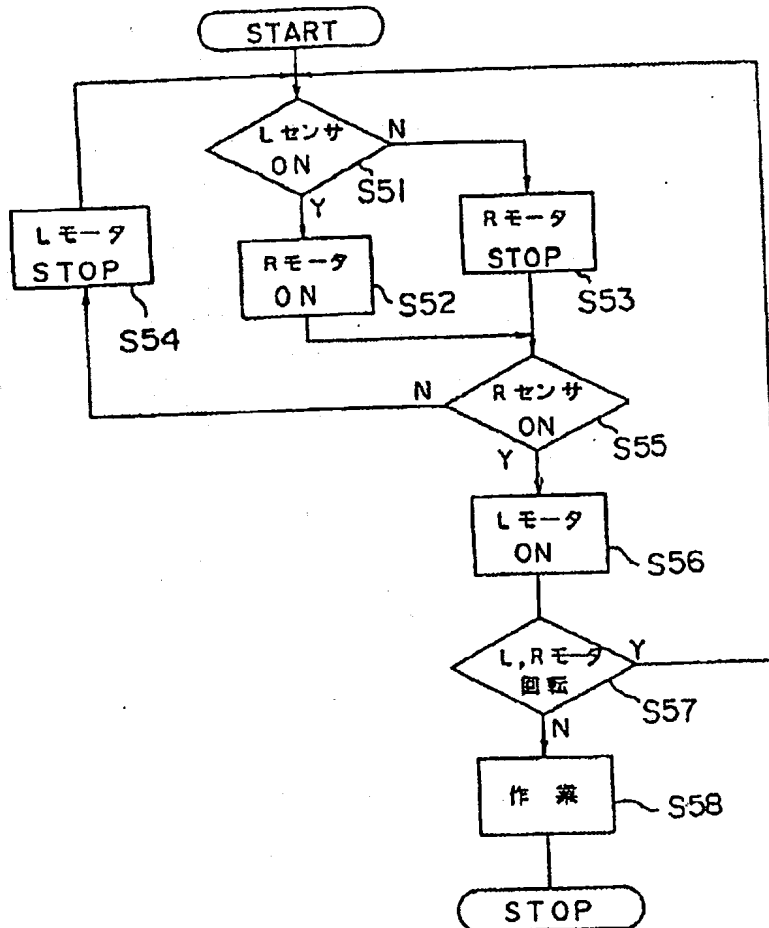 START
Lセンサ
ON
N
S51
Y
Lモータ
STOP
S54
Rモータ
ON
S52
Rモータ
STOP
S53
N
Rセンサ
ON
S55
Y
Lモータ
ON
S56
L,Rモータ
回転
Y
S57
N
作業
S58
STOP